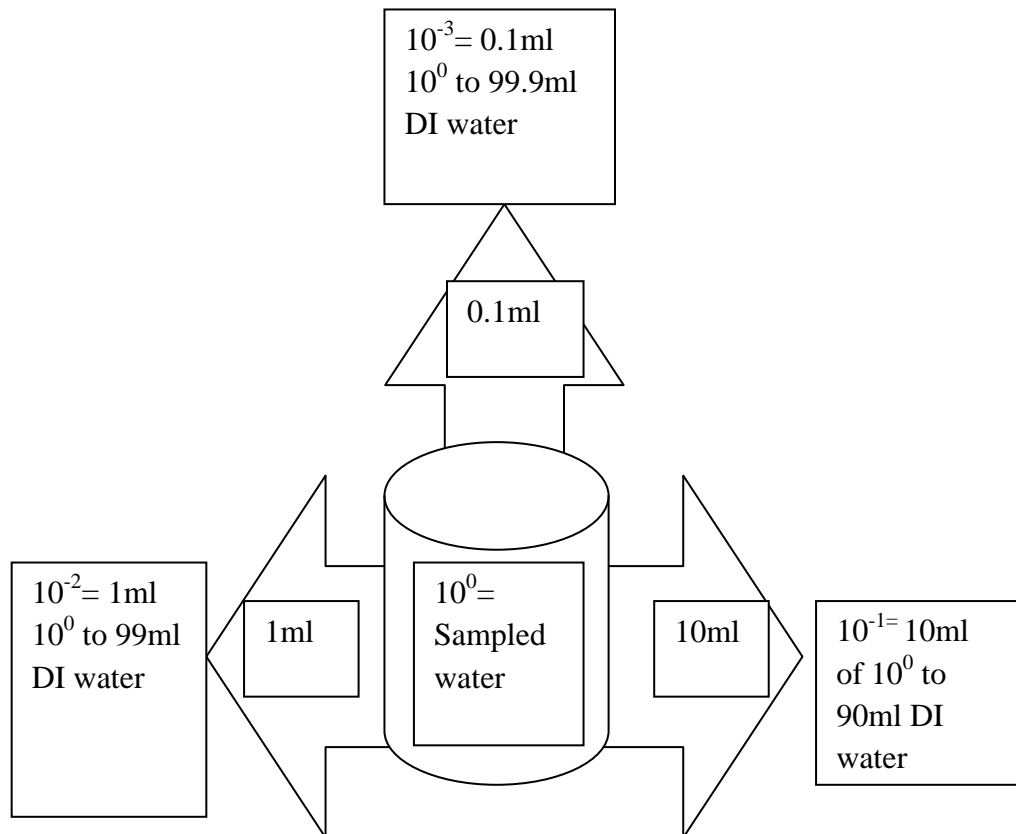 10⁻³= 0.1ml
10⁰ to 99.9ml
DI water
0.1ml
10⁻²= 1ml
10⁰ to 99ml
DI water
1ml
10⁰=
Sampled
water
10ml
10⁻¹⁼ 10ml
of 10⁰ to
90ml DI
water